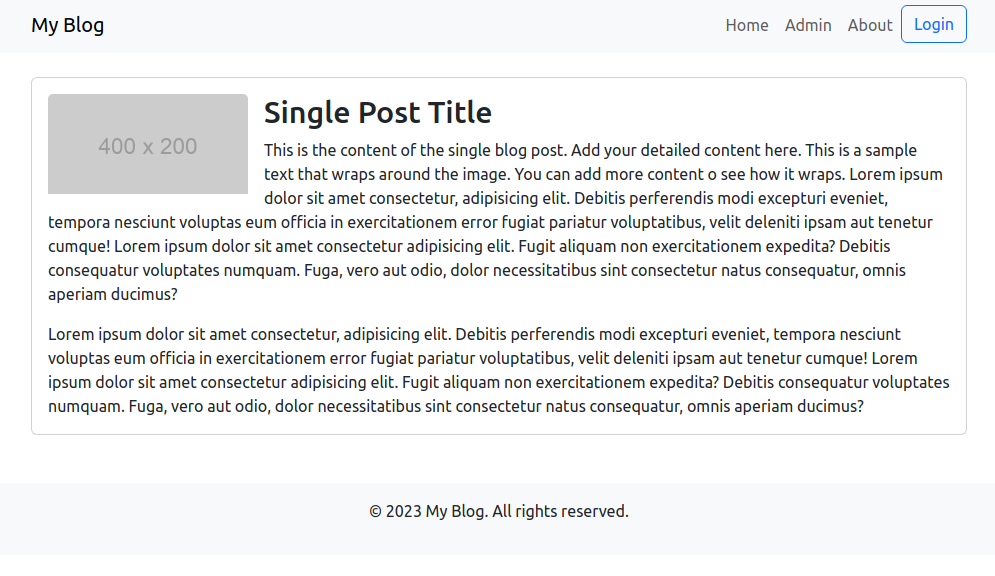 My Blog
Home Admin About Login
400 x 200
Single Post Title
This is the content of the single blog post. Add your detailed content here. This is a sample
text that wraps around the image. You can add more content o see how it wraps. Lorem ipsum
dolor sit amet consectetur, adipisicing elit. Debitis perferendis modi excepturi eveniet,
tempora nesciunt voluptas eum officia in exercitationem error fugiat pariatur voluptatibus, velit deleniti ipsam aut tenetur
cumque! Lorem ipsum dolor sit amet consectetur adipisicing elit. Fugit aliquam non exercitationem expedita? Debitis
consequatur voluptates numquam. Fuga, vero aut odio, dolor necessitatibus sint consectetur natus consequatur, omnis
aperiam ducimus?
Lorem ipsum dolor sit amet consectetur, adipisicing elit. Debitis perferendis modi excepturi eveniet, tempora nesciunt
voluptas eum officia in exercitationem error fugiat pariatur voluptatibus, velit deleniti ipsam aut tenetur cumque! Lorem
ipsum dolor sit amet consectetur adipisicing elit. Fugit aliquam non exercitationem expedita? Debitis consequatur voluptates
numquam. Fuga, vero aut odio, dolor necessitatibus sint consectetur natus consequatur, omnis aperiam ducimus?
© 2023 My Blog. All rights reserved.